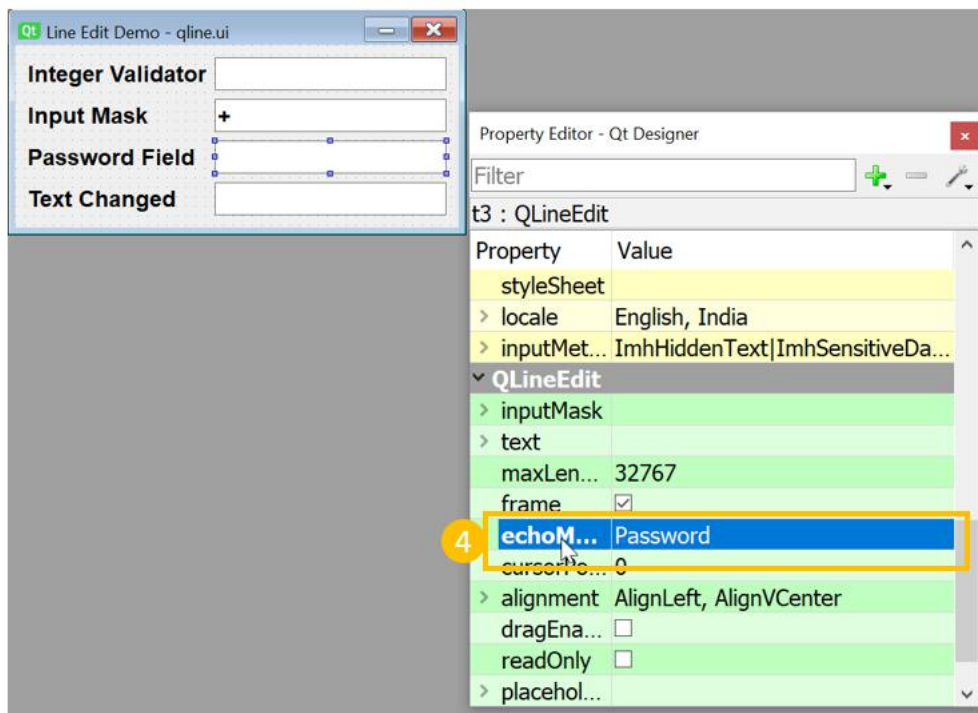 Qt Line Edit Demo - qline.ui
Integer Validator
Input Mask +
Password Field
Text Changed
Property Editor - Qt Designer
Filter
t3 : QLineEdit
Property Value
styleSheet
locale English, India
inputMet... ImhHiddenText|ImhSensitiveDa...
QLineEdit
inputMask
text
maxLen... 32767
frame
4 echoM... Password
cursorPo... 0
alignment AlignLeft, AlignVCenter
dragEna...
readOnly
placehol...